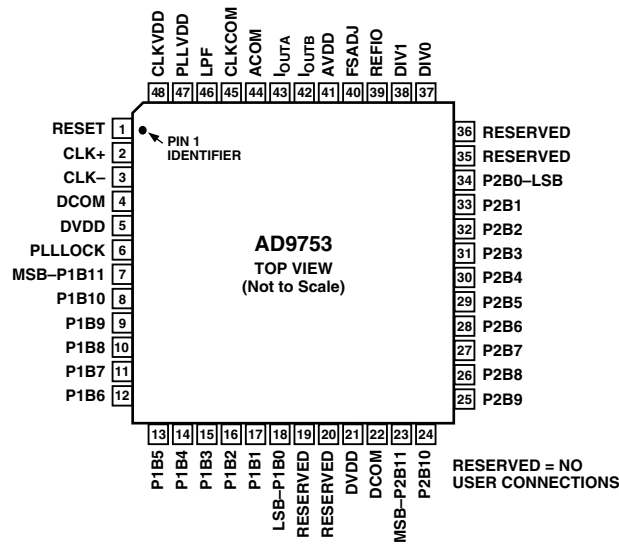 CLKVDD
PLLVDD
LPF
CLKCOM
ACOM
IOUTA
IOUTB
AVDD
FSADJ
REFIO
DIV1
DIV0
48 47 46 45 44 43 42 41 40 39 38 37
RESET 1
CLK+ 2
CLK– 3
DCOM 4
DVDD 5
PLLLOCK 6
MSB–P1B11 7
P1B10 8
P1B9 9
P1B8 10
P1B7 11
P1B6 12
PIN 1
IDENTIFIER
AD9753
TOP VIEW
(Not to Scale)
36 RESERVED
35 RESERVED
34 P2B0–LSB
33 P2B1
32 P2B2
31 P2B3
30 P2B4
29 P2B5
28 P2B6
27 P2B7
26 P2B8
25 P2B9
13 14 15 16 17 18 19 20 21 22 23 24
P1B5
P1B4
P1B3
P1B2
P1B1
LSB–P1B0
RESERVED
RESERVED
DVDD
DCOM
MSB–P2B11
P2B10
RESERVED = NO
USER CONNECTIONS